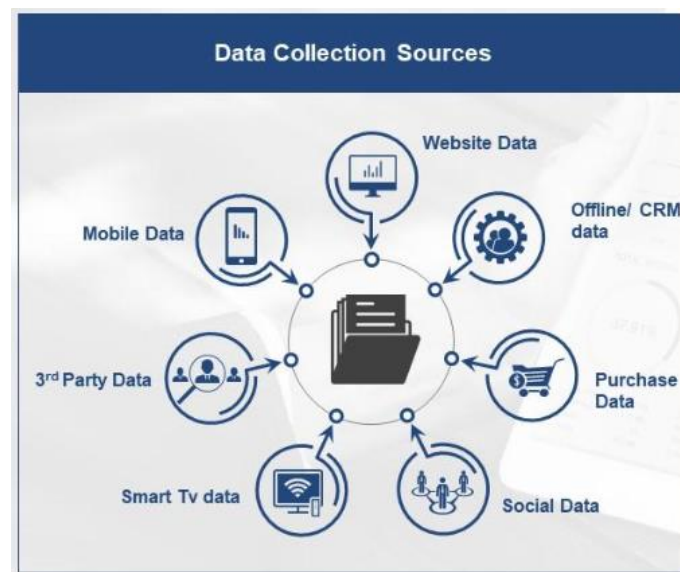 Data Collection Sources
Website Data
Offline/ CRM
data
Mobile Data
3rd Party Data
Purchase
Data
Smart Tv data
Social Data